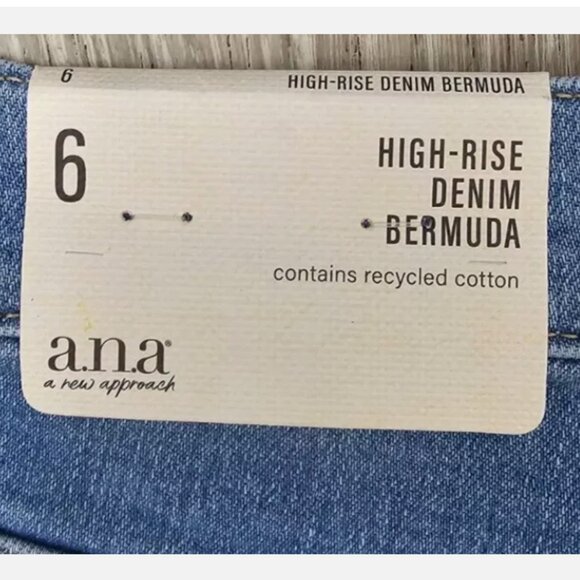 6 HIGH-RISE DENIM BERMUDA
6
HIGH-RISE
DENIM
BERMUDA
contains recycled cotton
a.n.a®
a new approach